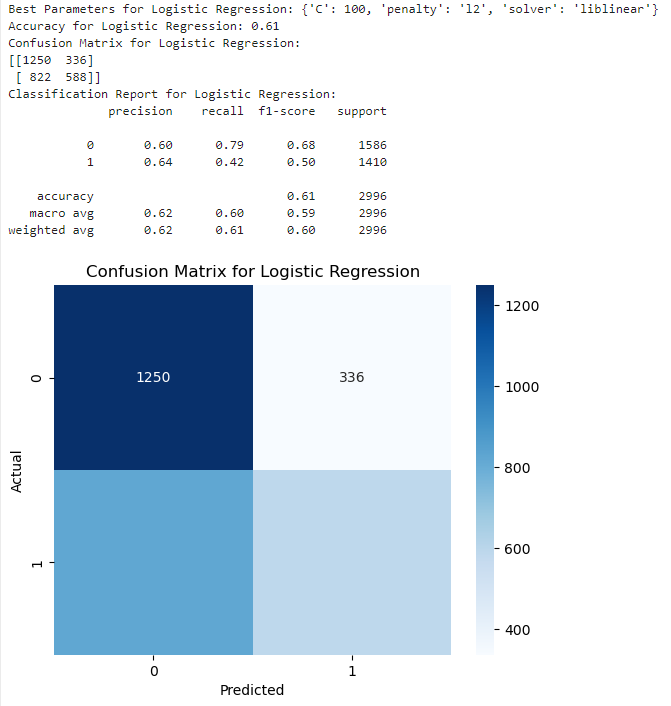 Best Parameters for Logistic Regression: {'C': 100, 'penalty': 'l2', 'solver': 'liblinear'}
Accuracy for Logistic Regression: 0.61
Confusion Matrix for Logistic Regression:
[[1250  336]
 [ 822  588]]
Classification Report for Logistic Regression:
              precision    recall  f1-score   support

           0       0.60      0.79      0.68      1586
           1       0.64      0.42      0.50      1410

    accuracy                           0.61      2996
   macro avg       0.62      0.60      0.59      2996
weighted avg       0.62      0.61      0.60      2996

Confusion Matrix for Logistic Regression
1200
1000
800
600
400
0
1250
336
Actual
1
0
1
Predicted